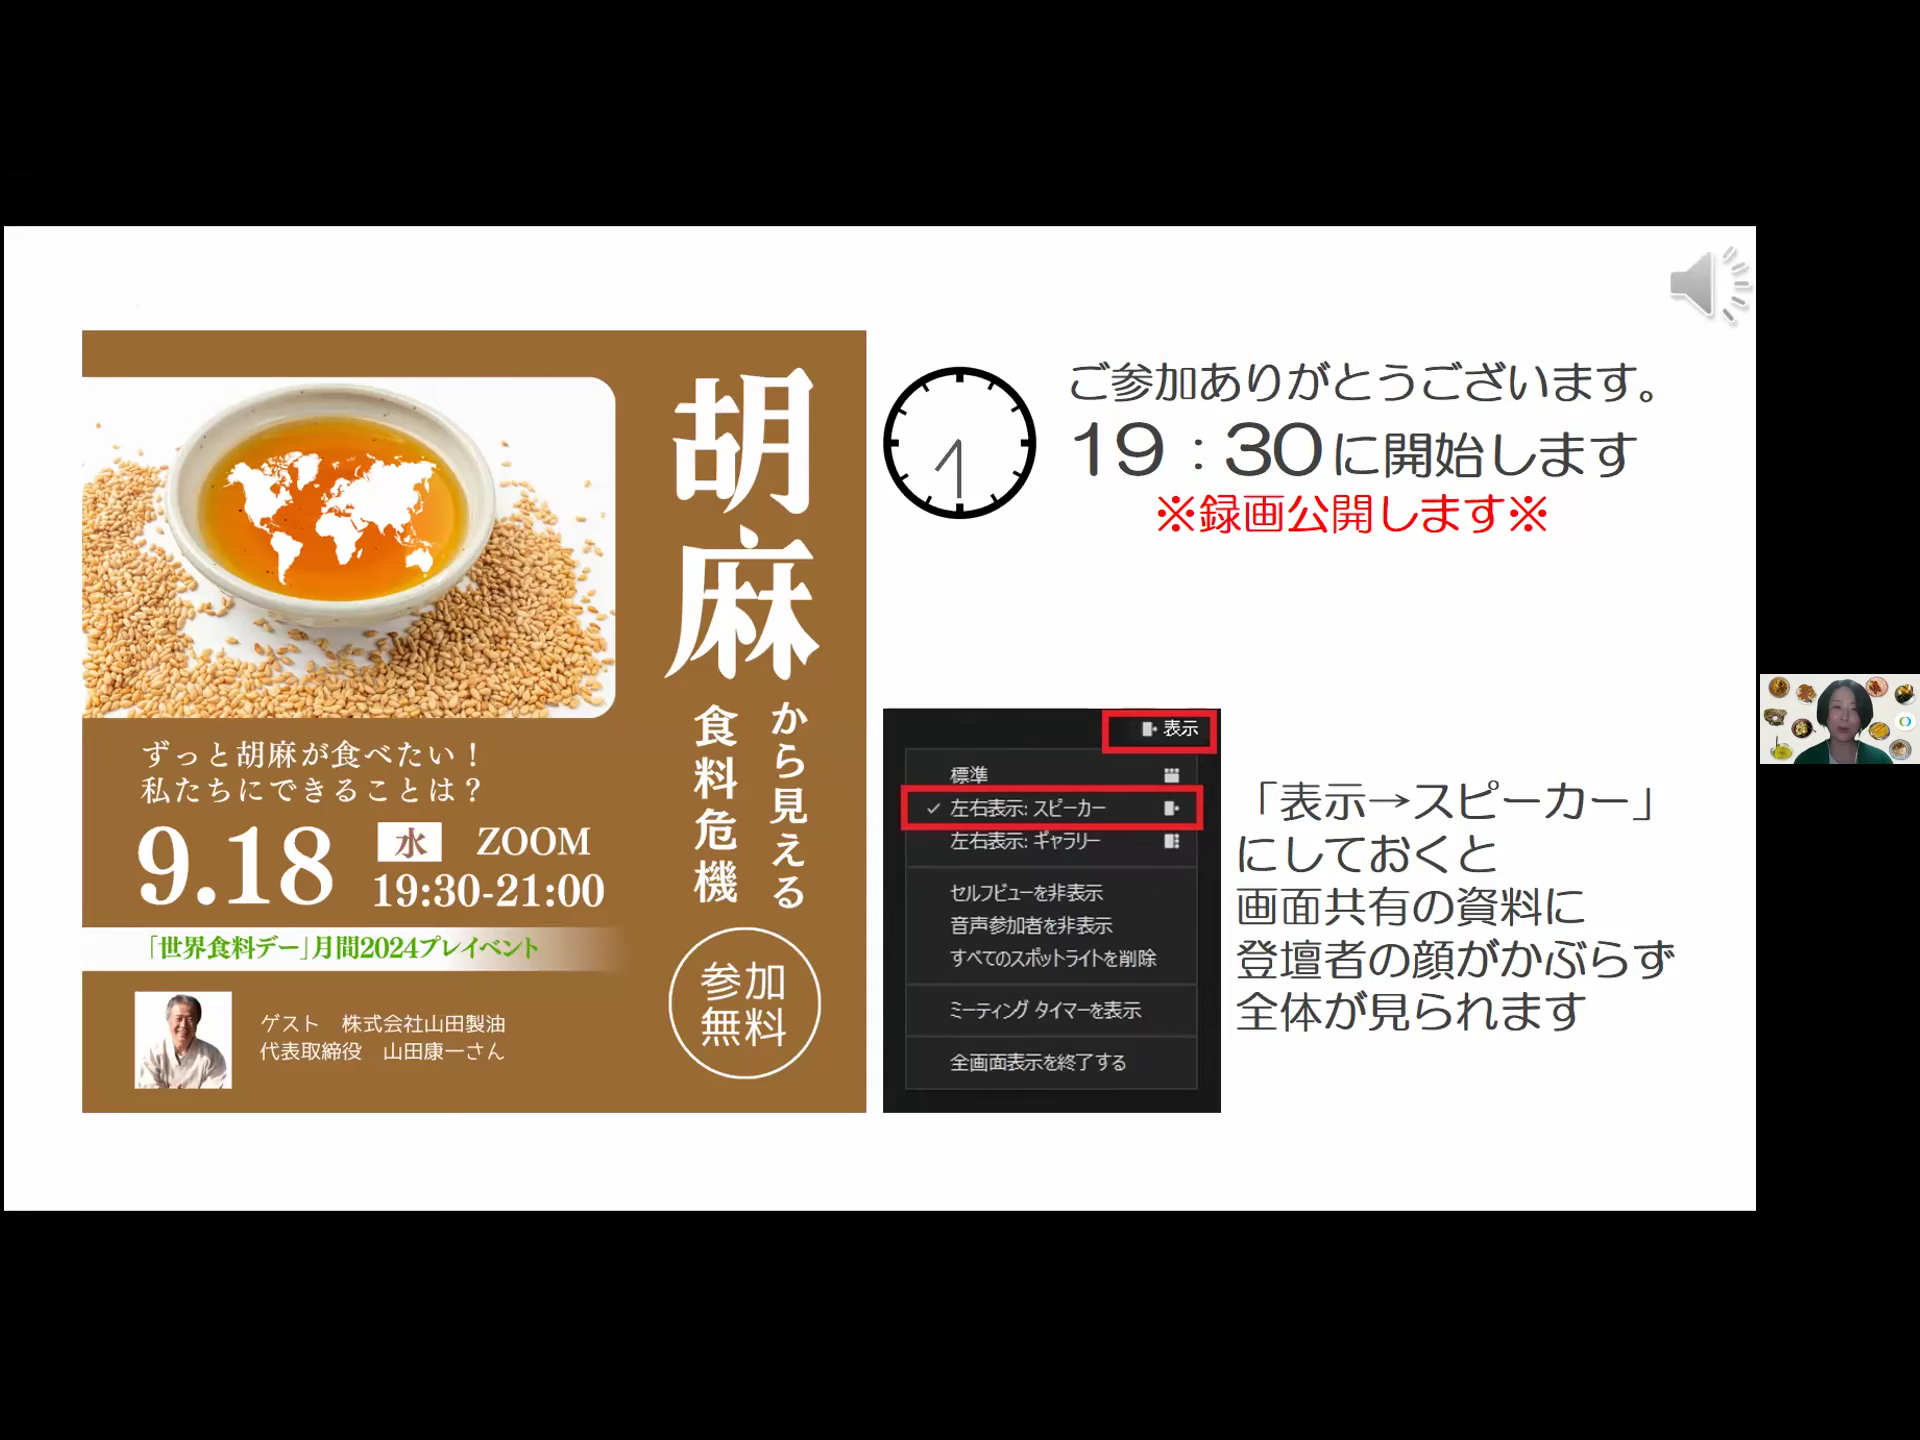 胡麻
から見える
食料危機
ずっと胡麻が食べたい！
私たちにできることは？
9.18 水 ZOOM
19:30-21:00
「世界食料デー」月間2024プレイベント
ゲスト 株式会社山田製油
代表取締役 山田康一さん
参加
無料
ご参加ありがとうございます。
19：30に開始します
※録画公開します※
表示
標準
左右表示: スピーカー
左右表示: ギャラリー
セルフビューを非表示
音声参加者を非表示
すべてのスポットライトを削除
ミーティング タイマーを表示
全画面表示を終了する
「表示→スピーカー」
にしておくと
画面共有の資料に
登壇者の顔がかぶらず
全体が見られます